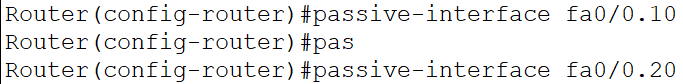 Router(config-router)#passive-interface fa0/0.10
Router(config-router)#pas
Router(config-router)#passive-interface fa0/0.20